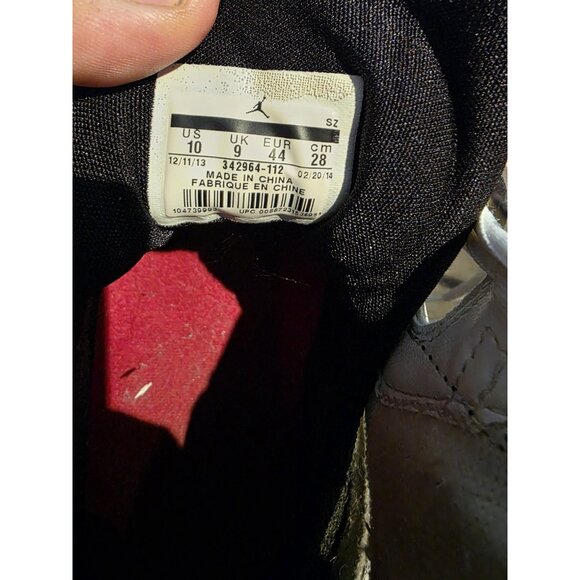 SZ
US UK EUR cm
10 9 44 28
12/11/13 342964-112 02/20/14
MADE IN CHINA
FABRIQUE EN CHINE
UPC